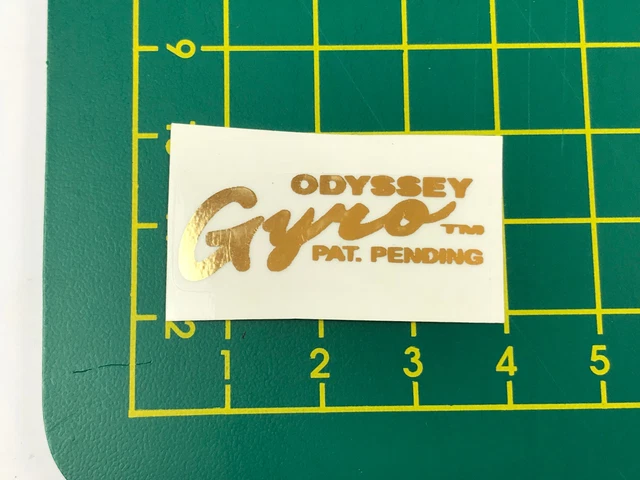 6
ODYSSEY
Gyro™
PAT. PENDING
2
1 2 3 4 5